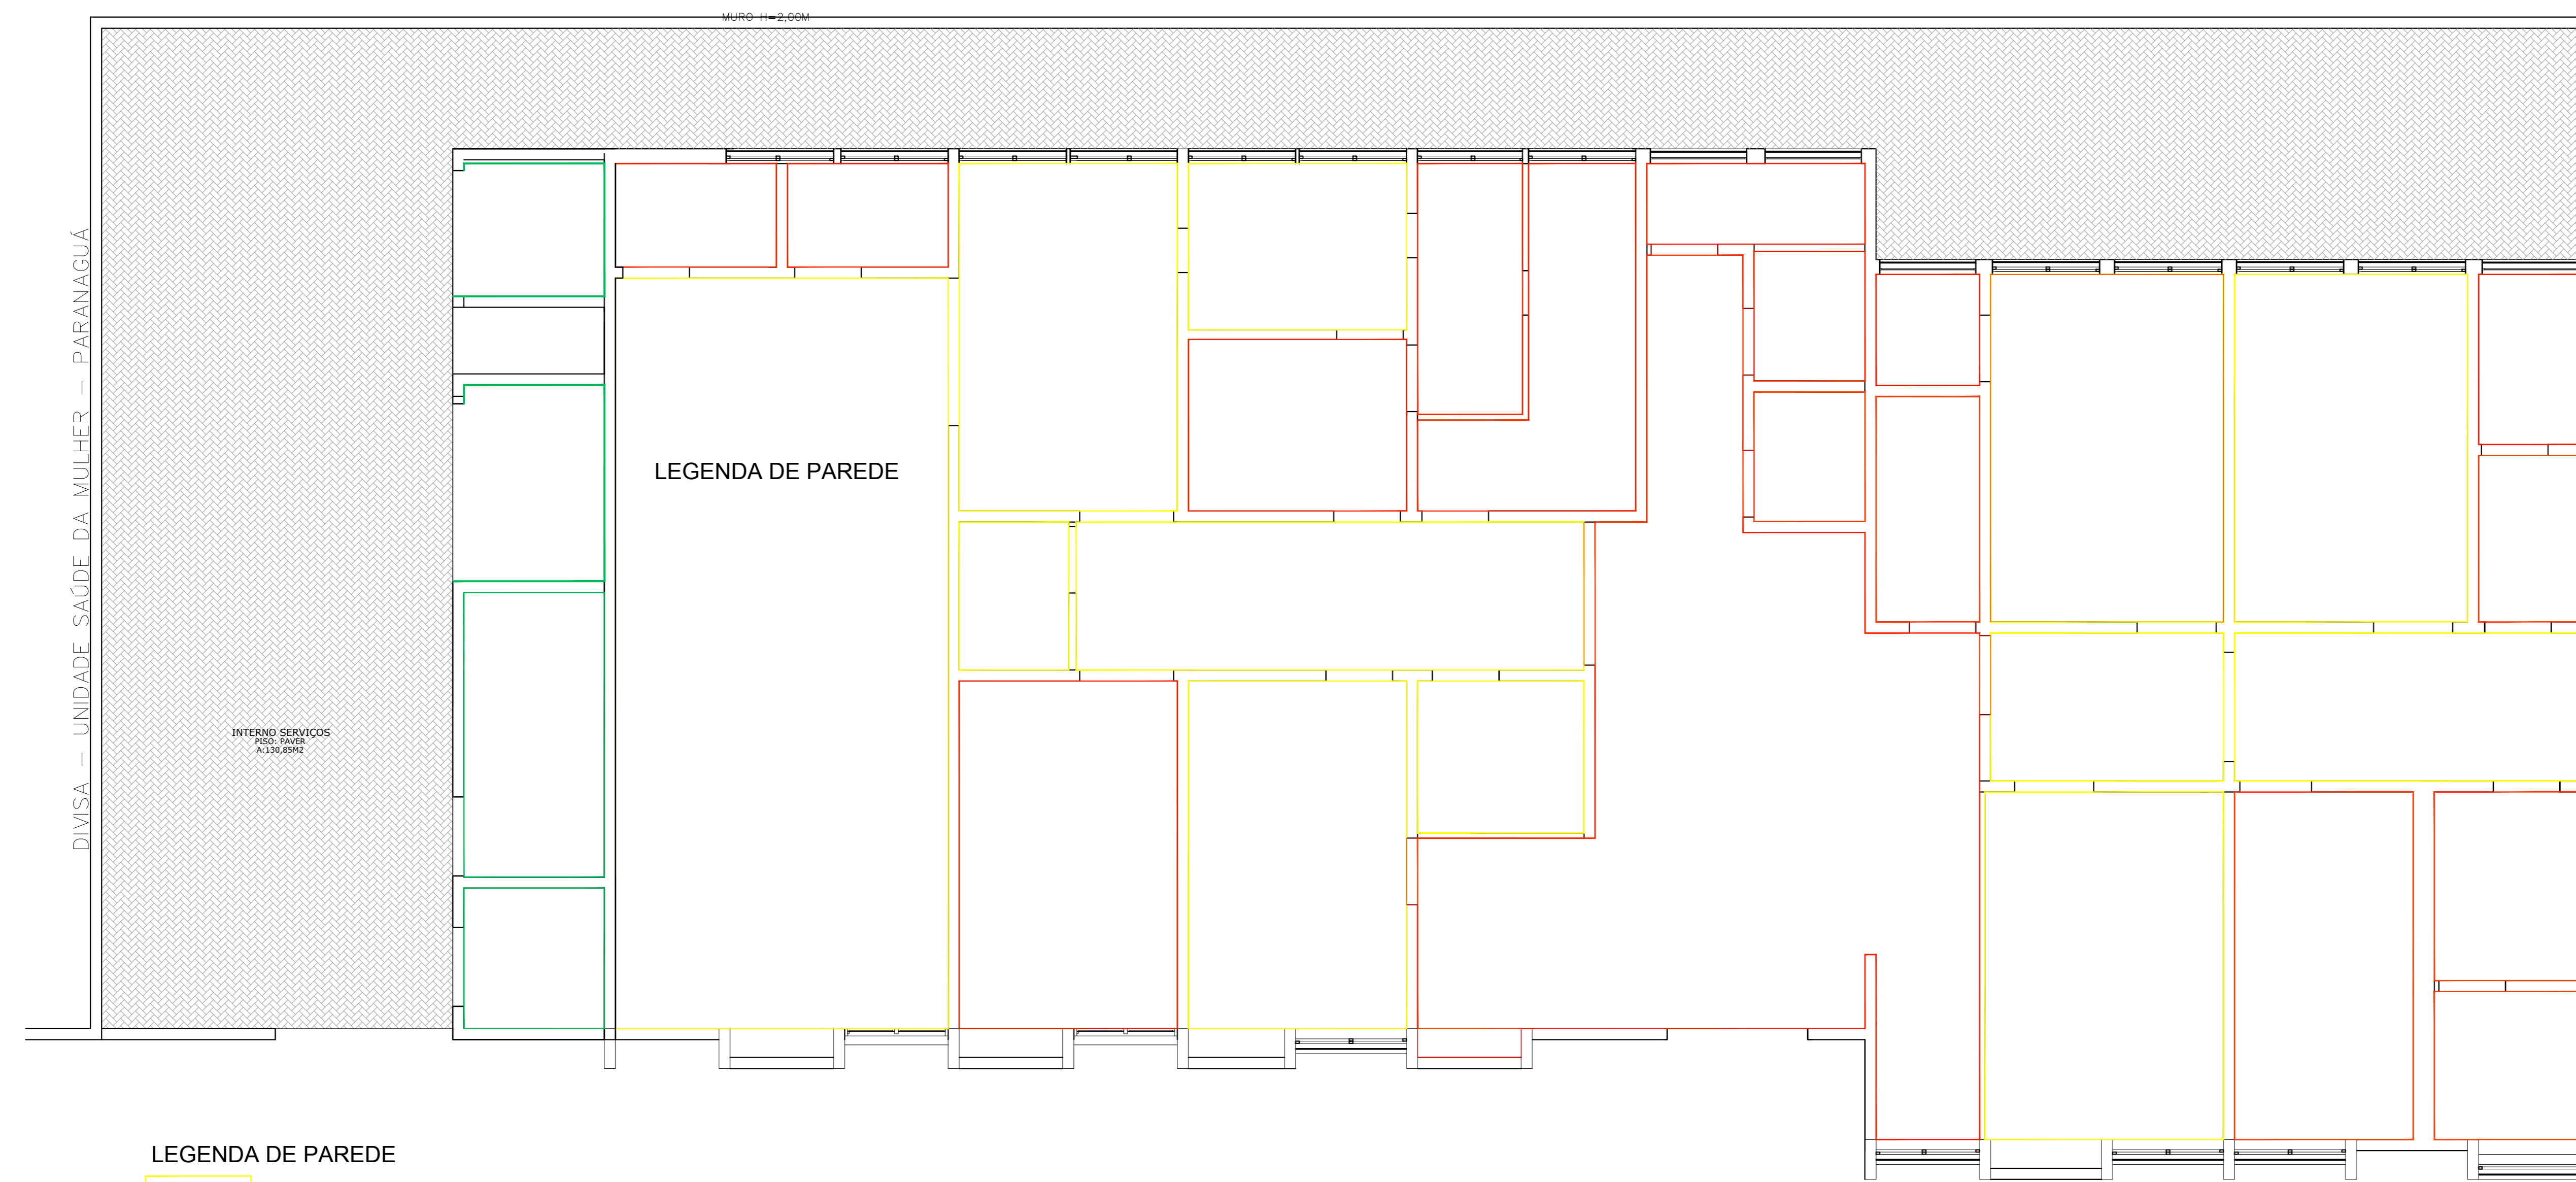 MURO H=2,00M
DIVISA - UNIDADE SAÚDE DA MULHER - PARANAGUÁ
LEGENDA DE PAREDE
INTERNO SERVIÇOS
PISO: PAVER
A:130,85M2
LEGENDA DE PAREDE